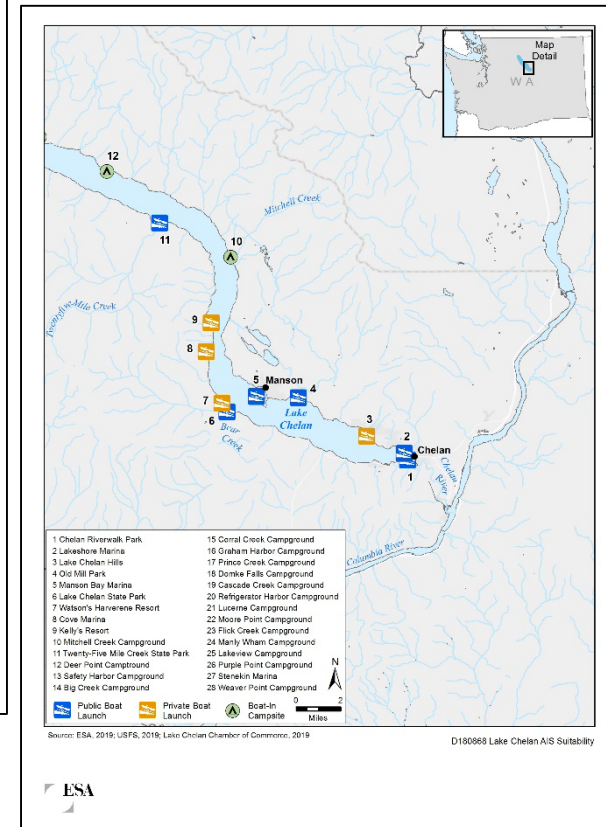 Map
Detail
W A
12
11
Mitchell Creek
10
Twentyfive Mile Creek
9
8
5 Manson
4
7
6
Lake
Chelan
3
2
Chelan
1
Bear
Creek
Chelan
River
Columbia River
1 Chelan Riverwalk Park
2 Lakeshore Marina
3 Lake Chelan Hills
4 Old Mill Park
5 Manson Bay Marina
6 Lake Chelan State Park
7 Watson's Harverene Resort
8 Cove Marina
9 Kelly's Resort
10 Mitchell Creek Campground
11 Twenty-Five Mile Creek State Park
12 Deer Point Camptround
13 Safety Harbor Campground
14 Big Creek Campground
15 Corral Creek Campground
16 Graham Harbor Campground
17 Prince Creek Campground
18 Domke Falls Campground
19 Cascade Creek Campground
20 Refrigerator Harbor Campground
21 Lucerne Campground
22 Moore Point Campground
23 Flick Creek Campground
24 Manly Wham Campground
25 Lakeview Campground
26 Purple Point Campground
27 Stenekin Marina
28 Weaver Point Campground
N
Public Boat
Launch
Private Boat
Launch
Boat-In
Campsite
0 2
Miles
Source: ESA, 2019; USFS, 2019; Lake Chelan Chamber of Commerce, 2019
D180868 Lake Chelan AIS Suitability
ESA